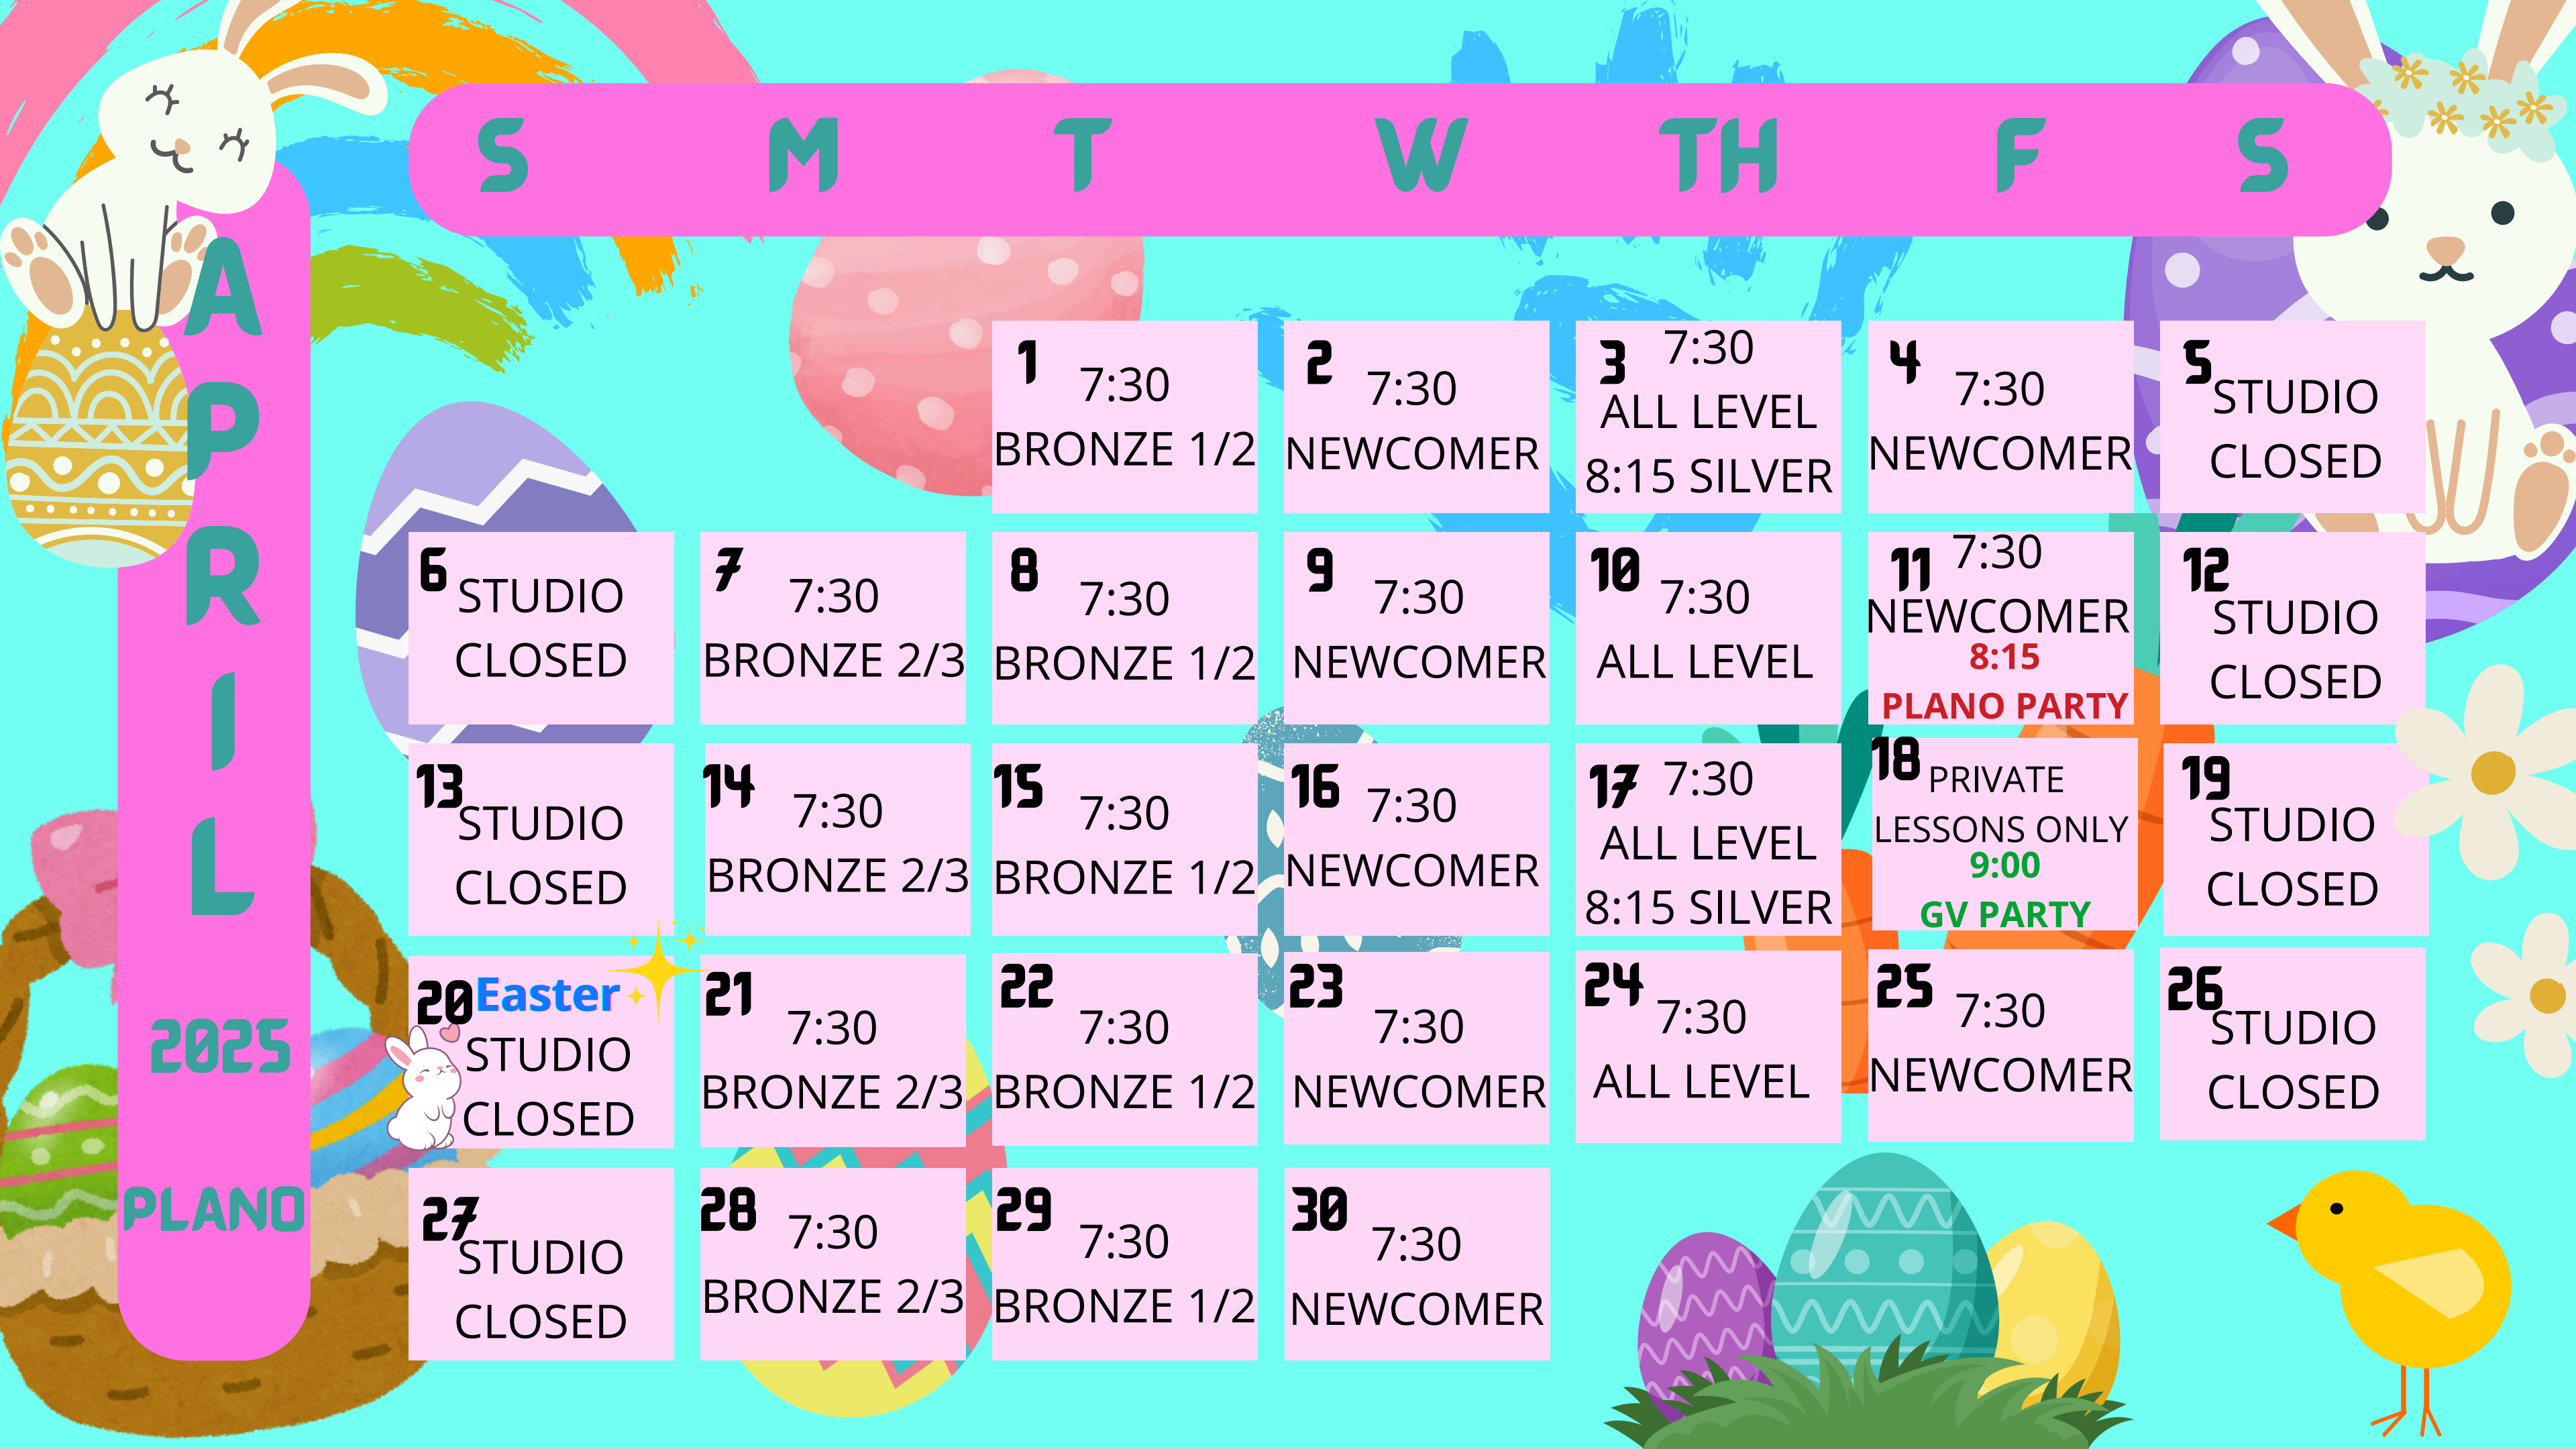 S M T W TH F S
APRIL
2025
PLANO
1
7:30
BRONZE 1/2
2
7:30
NEWCOMER
3
7:30
ALL LEVEL
8:15 SILVER
4
7:30
NEWCOMER
5
STUDIO
CLOSED
6
STUDIO
CLOSED
7
7:30
BRONZE 2/3
8
7:30
BRONZE 1/2
9
7:30
NEWCOMER
10
7:30
ALL LEVEL
11
7:30
NEWCOMER
8:15
PLANO PARTY
12
STUDIO
CLOSED
13
STUDIO
CLOSED
14
7:30
BRONZE 2/3
15
7:30
BRONZE 1/2
16
7:30
NEWCOMER
17
7:30
ALL LEVEL
8:15 SILVER
18
PRIVATE
LESSONS ONLY
9:00
GV PARTY
19
STUDIO
CLOSED
20
Easter
STUDIO
CLOSED
21
7:30
BRONZE 2/3
22
7:30
BRONZE 1/2
23
7:30
NEWCOMER
24
7:30
ALL LEVEL
25
7:30
NEWCOMER
26
STUDIO
CLOSED
27
STUDIO
CLOSED
28
7:30
BRONZE 2/3
29
7:30
BRONZE 1/2
30
7:30
NEWCOMER